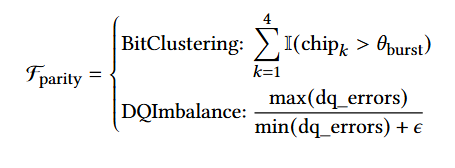 BitClustering: ∑_{k=1}^{4} 𝕀(chip_k > θ_burst)
ℱ_parity = {
DQImbalance: max(dq_errors) / min(dq_errors) + ϵ